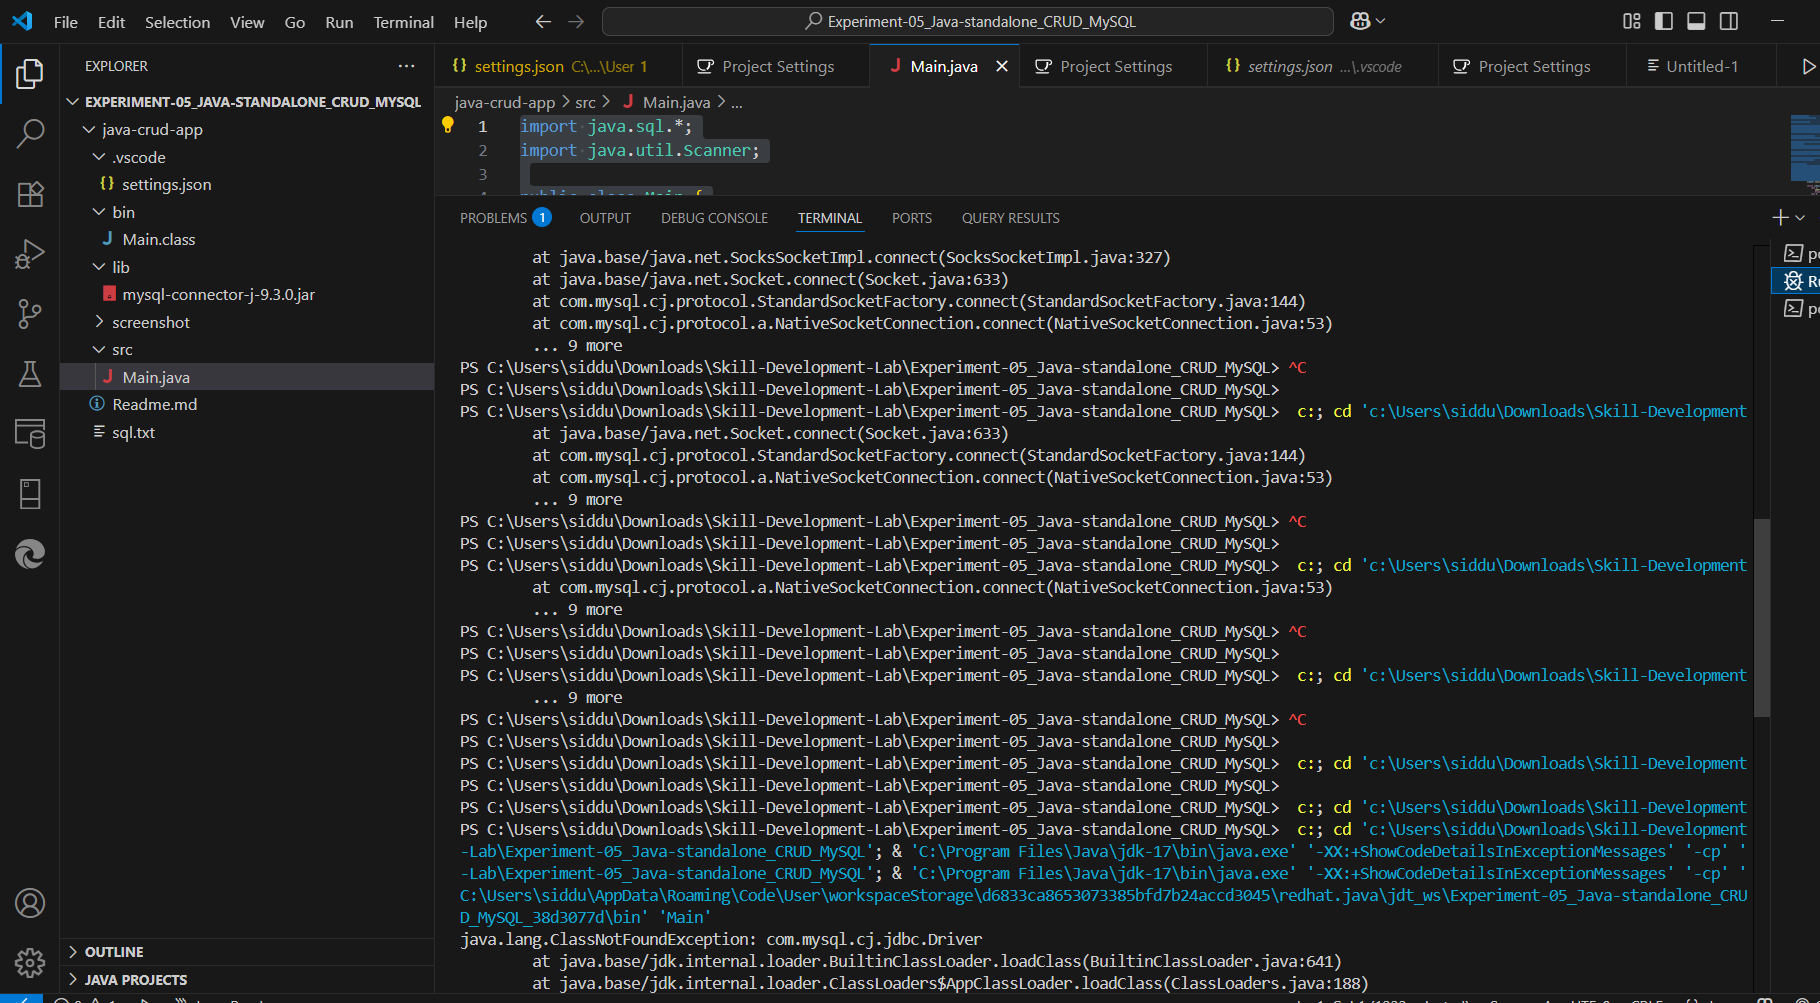 File Edit Selection View Go Run Terminal Help
Experiment-05_Java-standalone_CRUD_MySQL
EXPLORER
EXPERIMENT-05_JAVA-STANDALONE_CRUD_MYSQL
java-crud-app
.vscode
{} settings.json
bin
J Main.class
lib
mysql-connector-j-9.3.0.jar
screenshot
src
J Main.java
Readme.md
sql.txt
OUTLINE
JAVA PROJECTS
{} settings.json C:\...\User 1
Project Settings
J Main.java
Project Settings
{} settings.json ...\.vscode
Project Settings
Untitled-1
java-crud-app > src > J Main.java > ...
1 import java.sql.*;
2 import java.util.Scanner;
3
4 public class Main {
PROBLEMS 1 OUTPUT DEBUG CONSOLE TERMINAL PORTS QUERY RESULTS
at java.base/java.net.SocksSocketImpl.connect(SocksSocketImpl.java:327)
at java.base/java.net.Socket.connect(Socket.java:633)
at com.mysql.cj.protocol.StandardSocketFactory.connect(StandardSocketFactory.java:144)
at com.mysql.cj.protocol.a.NativeSocketConnection.connect(NativeSocketConnection.java:53)
... 9 more
PS C:\Users\siddu\Downloads\Skill-Development-Lab\Experiment-05_Java-standalone_CRUD_MySQL> ^C
PS C:\Users\siddu\Downloads\Skill-Development-Lab\Experiment-05_Java-standalone_CRUD_MySQL>
PS C:\Users\siddu\Downloads\Skill-Development-Lab\Experiment-05_Java-standalone_CRUD_MySQL> c:; cd 'c:\Users\siddu\Downloads\Skill-Development
at java.base/java.net.Socket.connect(Socket.java:633)
at com.mysql.cj.protocol.StandardSocketFactory.connect(StandardSocketFactory.java:144)
at com.mysql.cj.protocol.a.NativeSocketConnection.connect(NativeSocketConnection.java:53)
... 9 more
PS C:\Users\siddu\Downloads\Skill-Development-Lab\Experiment-05_Java-standalone_CRUD_MySQL> ^C
PS C:\Users\siddu\Downloads\Skill-Development-Lab\Experiment-05_Java-standalone_CRUD_MySQL>
PS C:\Users\siddu\Downloads\Skill-Development-Lab\Experiment-05_Java-standalone_CRUD_MySQL> c:; cd 'c:\Users\siddu\Downloads\Skill-Development
at com.mysql.cj.protocol.a.NativeSocketConnection.connect(NativeSocketConnection.java:53)
... 9 more
PS C:\Users\siddu\Downloads\Skill-Development-Lab\Experiment-05_Java-standalone_CRUD_MySQL> ^C
PS C:\Users\siddu\Downloads\Skill-Development-Lab\Experiment-05_Java-standalone_CRUD_MySQL>
PS C:\Users\siddu\Downloads\Skill-Development-Lab\Experiment-05_Java-standalone_CRUD_MySQL> c:; cd 'c:\Users\siddu\Downloads\Skill-Development
... 9 more
PS C:\Users\siddu\Downloads\Skill-Development-Lab\Experiment-05_Java-standalone_CRUD_MySQL> ^C
PS C:\Users\siddu\Downloads\Skill-Development-Lab\Experiment-05_Java-standalone_CRUD_MySQL>
PS C:\Users\siddu\Downloads\Skill-Development-Lab\Experiment-05_Java-standalone_CRUD_MySQL> c:; cd 'c:\Users\siddu\Downloads\Skill-Development
PS C:\Users\siddu\Downloads\Skill-Development-Lab\Experiment-05_Java-standalone_CRUD_MySQL>
PS C:\Users\siddu\Downloads\Skill-Development-Lab\Experiment-05_Java-standalone_CRUD_MySQL> c:; cd 'c:\Users\siddu\Downloads\Skill-Development
PS C:\Users\siddu\Downloads\Skill-Development-Lab\Experiment-05_Java-standalone_CRUD_MySQL> c:; cd 'c:\Users\siddu\Downloads\Skill-Development
-Lab\Experiment-05_Java-standalone_CRUD_MySQL'; & 'C:\Program Files\Java\jdk-17\bin\java.exe' '-XX:+ShowCodeDetailsInExceptionMessages' '-cp' '
-Lab\Experiment-05_Java-standalone_CRUD_MySQL'; & 'C:\Program Files\Java\jdk-17\bin\java.exe' '-XX:+ShowCodeDetailsInExceptionMessages' '-cp' '
C:\Users\siddu\AppData\Roaming\Code\User\workspaceStorage\d6833ca8653073385bfd7b24accd3045\redhat.java\jdt_ws\Experiment-05_Java-standalone_CRU
D_MySQL_38d3077d\bin' 'Main'
java.lang.ClassNotFoundException: com.mysql.cj.jdbc.Driver
at java.base/jdk.internal.loader.BuiltinClassLoader.loadClass(BuiltinClassLoader.java:641)
at java.base/jdk.internal.loader.ClassLoaders$AppClassLoader.loadClass(ClassLoaders.java:188)